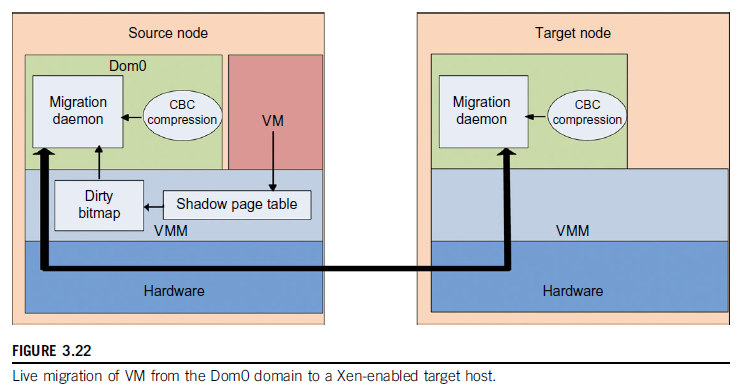 Source node
Dom0
Migration
daemon
CBC
compression
VM
Dirty
bitmap
Shadow page table
VMM
Hardware
Target node
Migration
daemon
CBC
compression
VMM
Hardware
FIGURE 3.22
Live migration of VM from the Dom0 domain to a Xen-enabled target host.